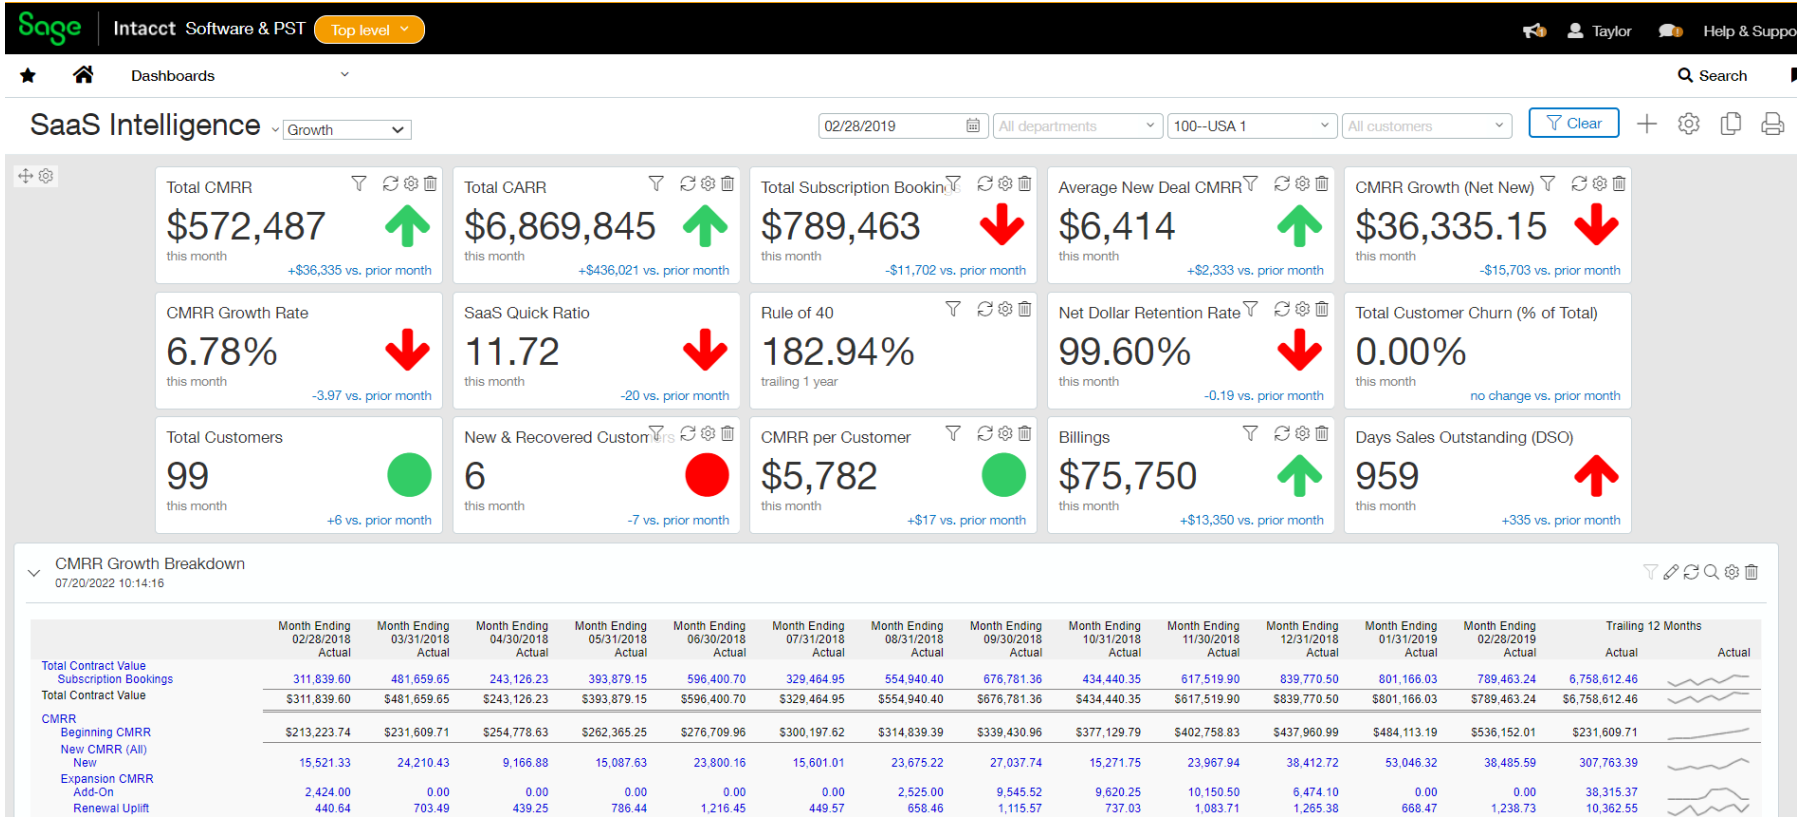 Sage Intacct Software & PST Top level Taylor Help & Suppo
Dashboards Search
SaaS Intelligence Growth 02/28/2019 All departments 100--USA 1 All customers Clear
Total CMRR Total CARR Total Subscription Booking Average New Deal CMRR CMRR Growth (Net New)
$572,487 $6,869,845 $789,463 $6,414 $36,335.15
this month this month this month this month this month
+$36,335 vs. prior month +$436,021 vs. prior month -$11,702 vs. prior month +$2,333 vs. prior month -$15,703 vs. prior month
CMRR Growth Rate SaaS Quick Ratio Rule of 40 Net Dollar Retention Rate Total Customer Churn (% of Total)
6.78% 11.72 182.94% 99.60% 0.00%
this month this month trailing 1 year this month this month
-3.97 vs. prior month -20 vs. prior month -0.19 vs. prior month no change vs. prior month
Total Customers New & Recovered Customers CMRR per Customer Billings Days Sales Outstanding (DSO)
99 6 $5,782 $75,750 959
this month this month this month this month this month
+6 vs. prior month -7 vs. prior month +$17 vs. prior month +$13,350 vs. prior month +335 vs. prior month
CMRR Growth Breakdown
07/20/2022 10:14:16
Month Ending Month Ending Month Ending Month Ending Month Ending Month Ending Month Ending Month Ending Month Ending Month Ending Month Ending Month Ending Month Ending Trailing 12 Months
02/28/2018 03/31/2018 04/30/2018 05/31/2018 06/30/2018 07/31/2018 08/31/2018 09/30/2018 10/31/2018 11/30/2018 12/31/2018 01/31/2019 02/28/2019
Actual Actual Actual Actual Actual Actual Actual Actual Actual Actual Actual Actual Actual Actual Actual
Total Contract Value
Subscription Bookings 311,839.60 481,659.65 243,126.23 393,879.15 596,400.70 329,464.95 554,940.40 676,781.36 434,440.35 617,519.90 839,770.50 801,166.03 789,463.24 6,758,612.46
Total Contract Value $311,839.60 $481,659.65 $243,126.23 $393,879.15 $596,400.70 $329,464.95 $554,940.40 $676,781.36 $434,440.35 $617,519.90 $839,770.50 $801,166.03 $789,463.24 $6,758,612.46
CMRR
Beginning CMRR $213,223.74 $231,609.71 $254,778.63 $262,365.25 $276,709.96 $300,197.62 $314,839.39 $339,430.96 $377,129.79 $402,758.83 $437,960.99 $484,113.19 $536,152.01 $231,609.71
New CMRR (All)
New 15,521.33 24,210.43 9,166.88 15,087.63 23,800.16 15,601.01 23,675.22 27,037.74 15,271.75 23,967.94 38,412.72 53,046.32 38,485.59 307,763.39
Expansion CMRR
Add-On 2,424.00 0.00 0.00 0.00 0.00 0.00 2,525.00 9,545.52 9,620.25 10,150.50 6,474.10 0.00 0.00 38,315.37
Renewal Uplift 440.64 703.49 439.25 786.44 1,216.45 449.57 658.46 1,115.57 737.03 1,083.71 1,265.38 668.47 1,238.73 10,362.55